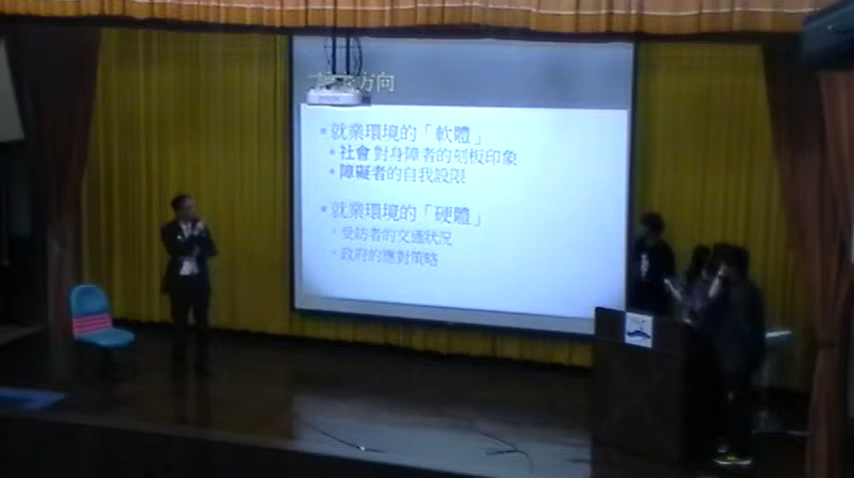 方向
就業環境的「軟體」
社會對身障者的刻板印象
障礙者的自我設限
就業環境的「硬體」
受訪者的交通狀況
政府的應對策略